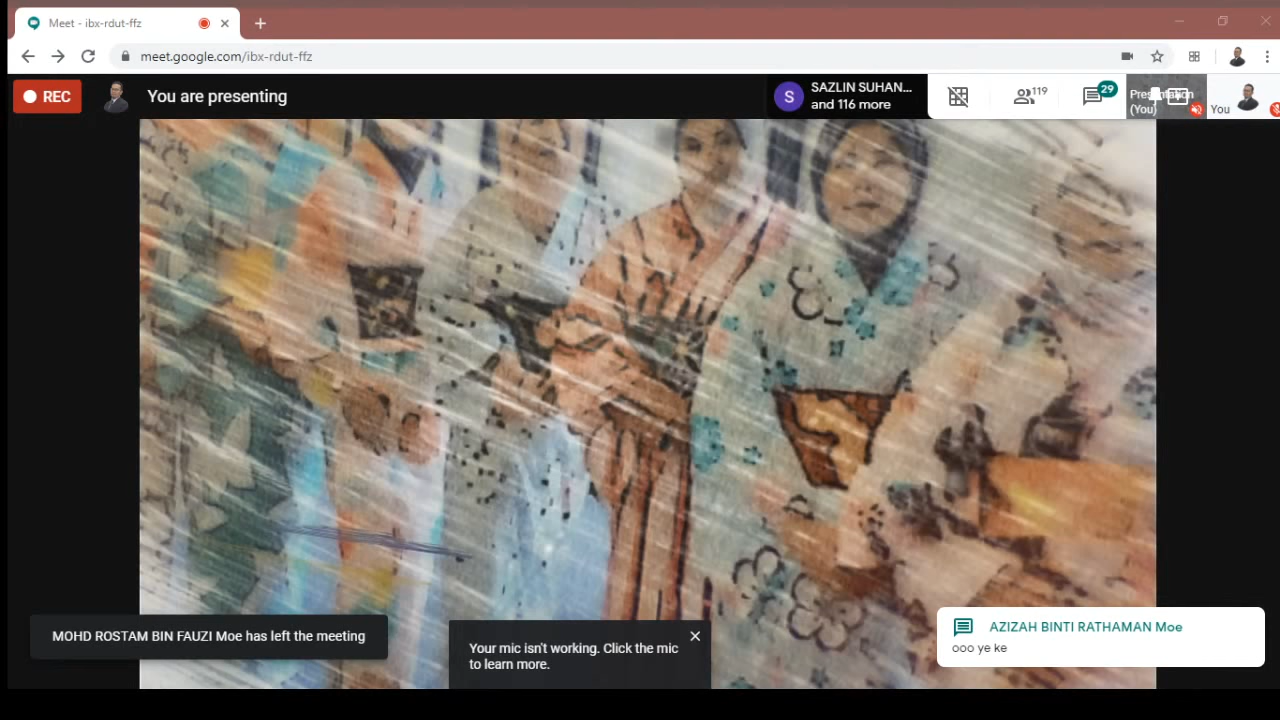 Meet - ibx-rdut-ffz
meet.google.com/ibx-rdut-ffz
REC
You are presenting
S
SAZLIN SUHAN...
and 116 more
119
29
Presentation
(You)
You
MOHD ROSTAM BIN FAUZI Moe has left the meeting
Your mic isn't working. Click the mic
to learn more.
AZIZAH BINTI RATHAMAN Moe
ooo ye ke